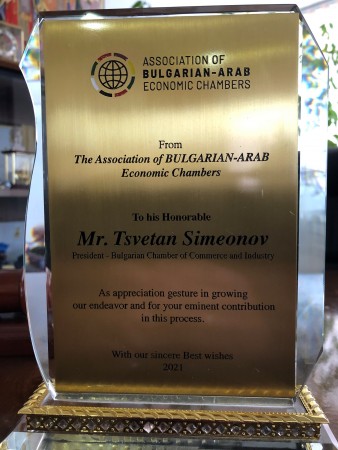 ASSOCIATION OF
BULGARIAN-ARAB
ECONOMIC CHAMBERS
From
The Association of BULGARIAN-ARAB
Economic Chambers
To his Honorable
Mr. Tsvetan Simeonov
President - Bulgarian Chamber of Commerce and Industry
As appreciation gesture in growing
our endeavor and for your eminent contribution
in this process.
With our sincere Best wishes
2021